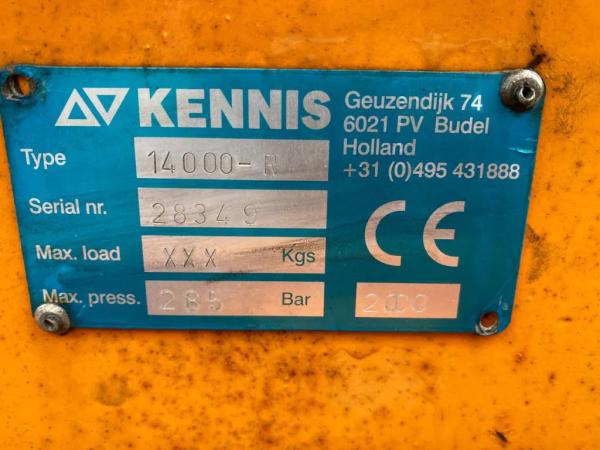 KENNIS
Geuzendijk 74
6021 PV Budel
Holland
+31 (0)495 431888
Type 14000-R
Serial nr. 28349
Max. load XXX Kgs
Max. press. 285 Bar
2000
CE